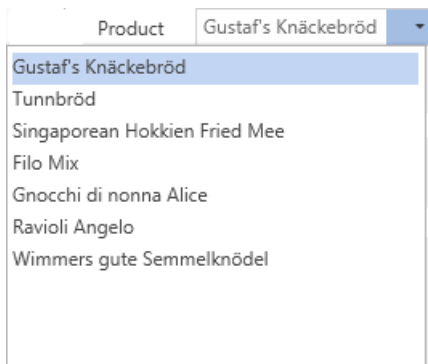 Product Gustaf's Knäckebröd
Gustaf's Knäckebröd
Tunnbröd
Singaporean Hokkien Fried Mee
Filo Mix
Gnocchi di nonna Alice
Ravioli Angelo
Wimmers gute Semmelknödel